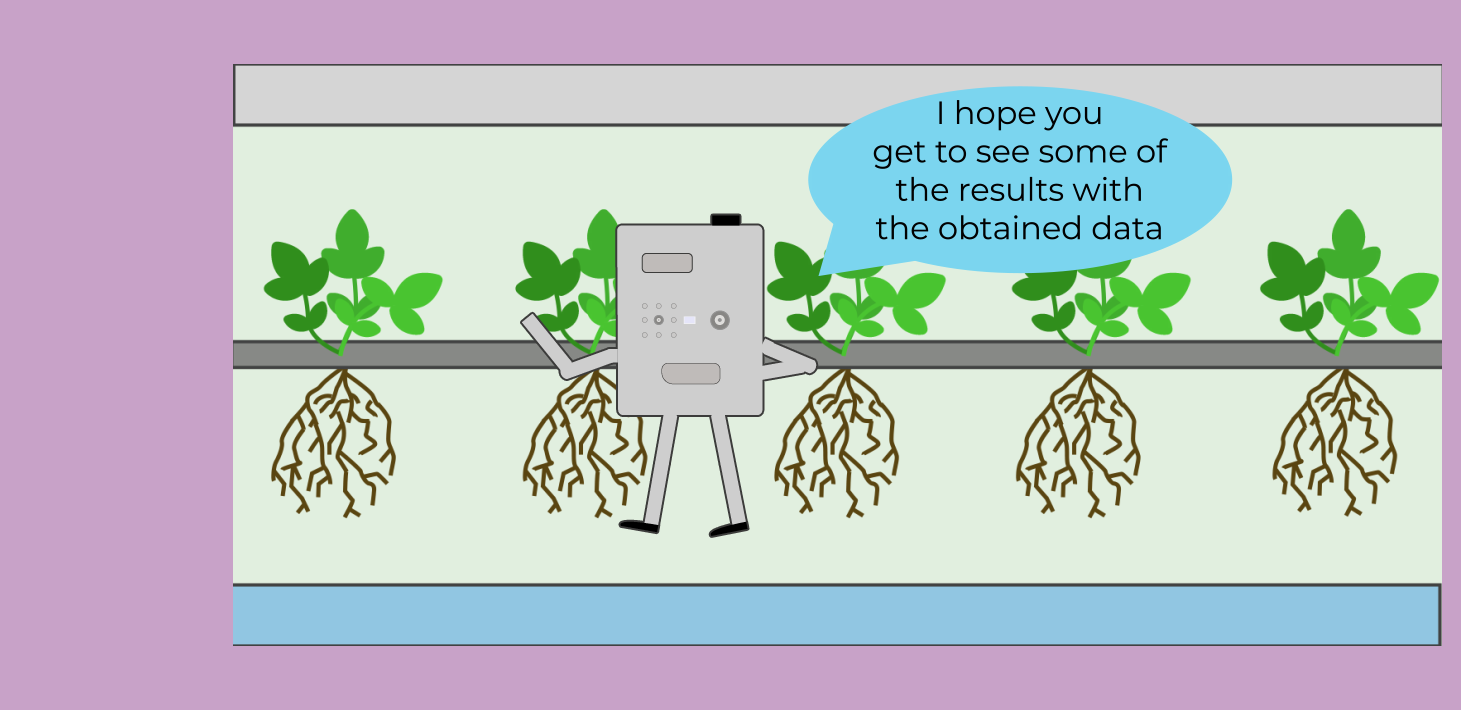 I hope you
get to see some of
the results with
the obtained data